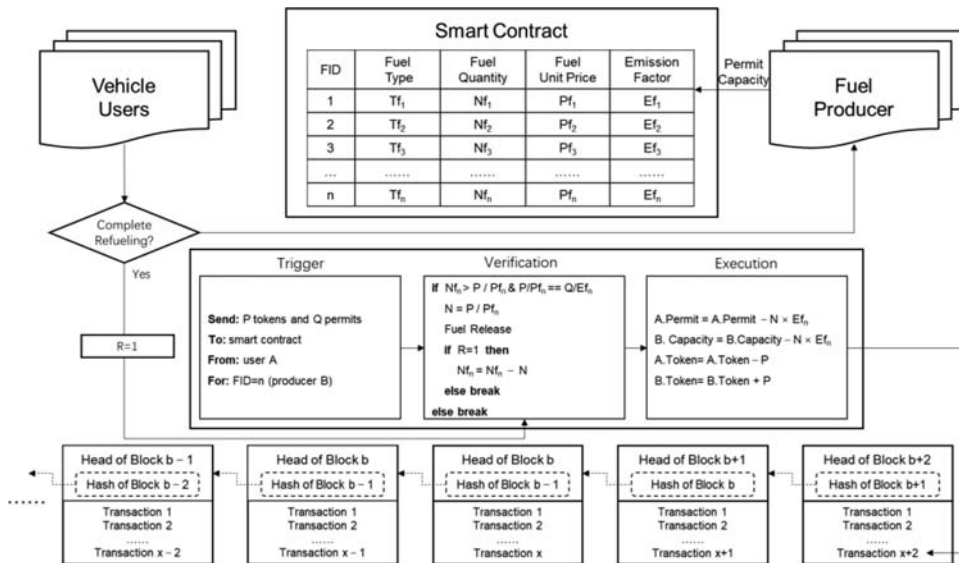 Vehicle
Users
Smart Contract
FID Fuel Type Fuel Quantity Fuel Unit Price Emission Factor
1 Tf₁ Nf₁ Pf₁ Ef₁
2 Tf₂ Nf₂ Pf₂ Ef₂
3 Tf₃ Nf₃ Pf₃ Ef₃
... ...... ...... ...... ......
n Tfₙ Nfₙ Pfₙ Efₙ
Permit
Capacity
Fuel
Producer
Complete
Refueling?
Yes
R=1
Trigger
Send: P tokens and Q permits
To: smart contract
From: user A
For: FID=n (producer B)
Verification
if Nfₙ > P / Pfₙ & P/Pfₙ == Q/Efₙ
N = P / Pfₙ
Fuel Release
if R=1 then
Nfₙ = Nfₙ − N
else break
else break
Execution
A.Permit = A.Permit − N × Efₙ
B. Capacity = B.Capacity − N × Efₙ
A.Token= A.Token − P
B.Token= B.Token + P
......
Head of Block b − 1
Hash of Block b − 2
Transaction 1
Transaction 2
......
Transaction x − 2
Head of Block b
Hash of Block b − 1
Transaction 1
Transaction 2
......
Transaction x − 1
Head of Block b
Hash of Block b − 1
Transaction 1
Transaction 2
......
Transaction x
Head of Block b+1
Hash of Block b
Transaction 1
Transaction 2
......
Transaction x+1
Head of Block b+2
Hash of Block b+1
Transaction 1
Transaction 2
......
Transaction x+2